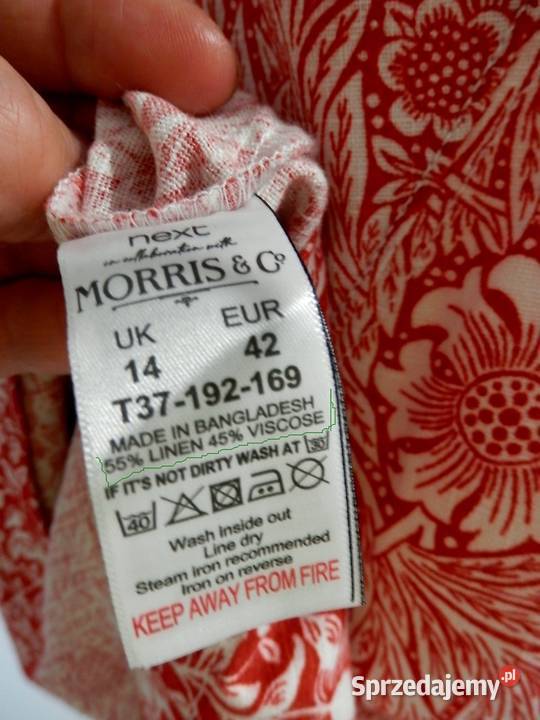 next
in collaboration with
MORRIS & Co
UK EUR
14 42
T37-192-169
MADE IN BANGLADESH
55% LINEN 45% VISCOSE
IF IT'S NOT DIRTY WASH AT 30
40
Wash inside out
Line dry
Steam iron recommended
Iron on reverse
KEEP AWAY FROM FIRE
Sprzedajemy.pl